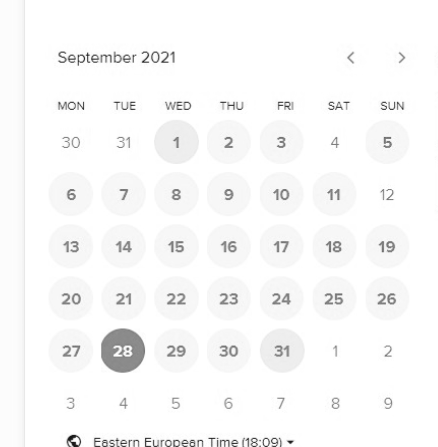 September 2021
MON TUE WED THU FRI SAT SUN
30 31 1 2 3 4 5
6 7 8 9 10 11 12
13 14 15 16 17 18 19
20 21 22 23 24 25 26
27 28 29 30 31 1 2
3 4 5 6 7 8 9
Eastern European Time (18:09)